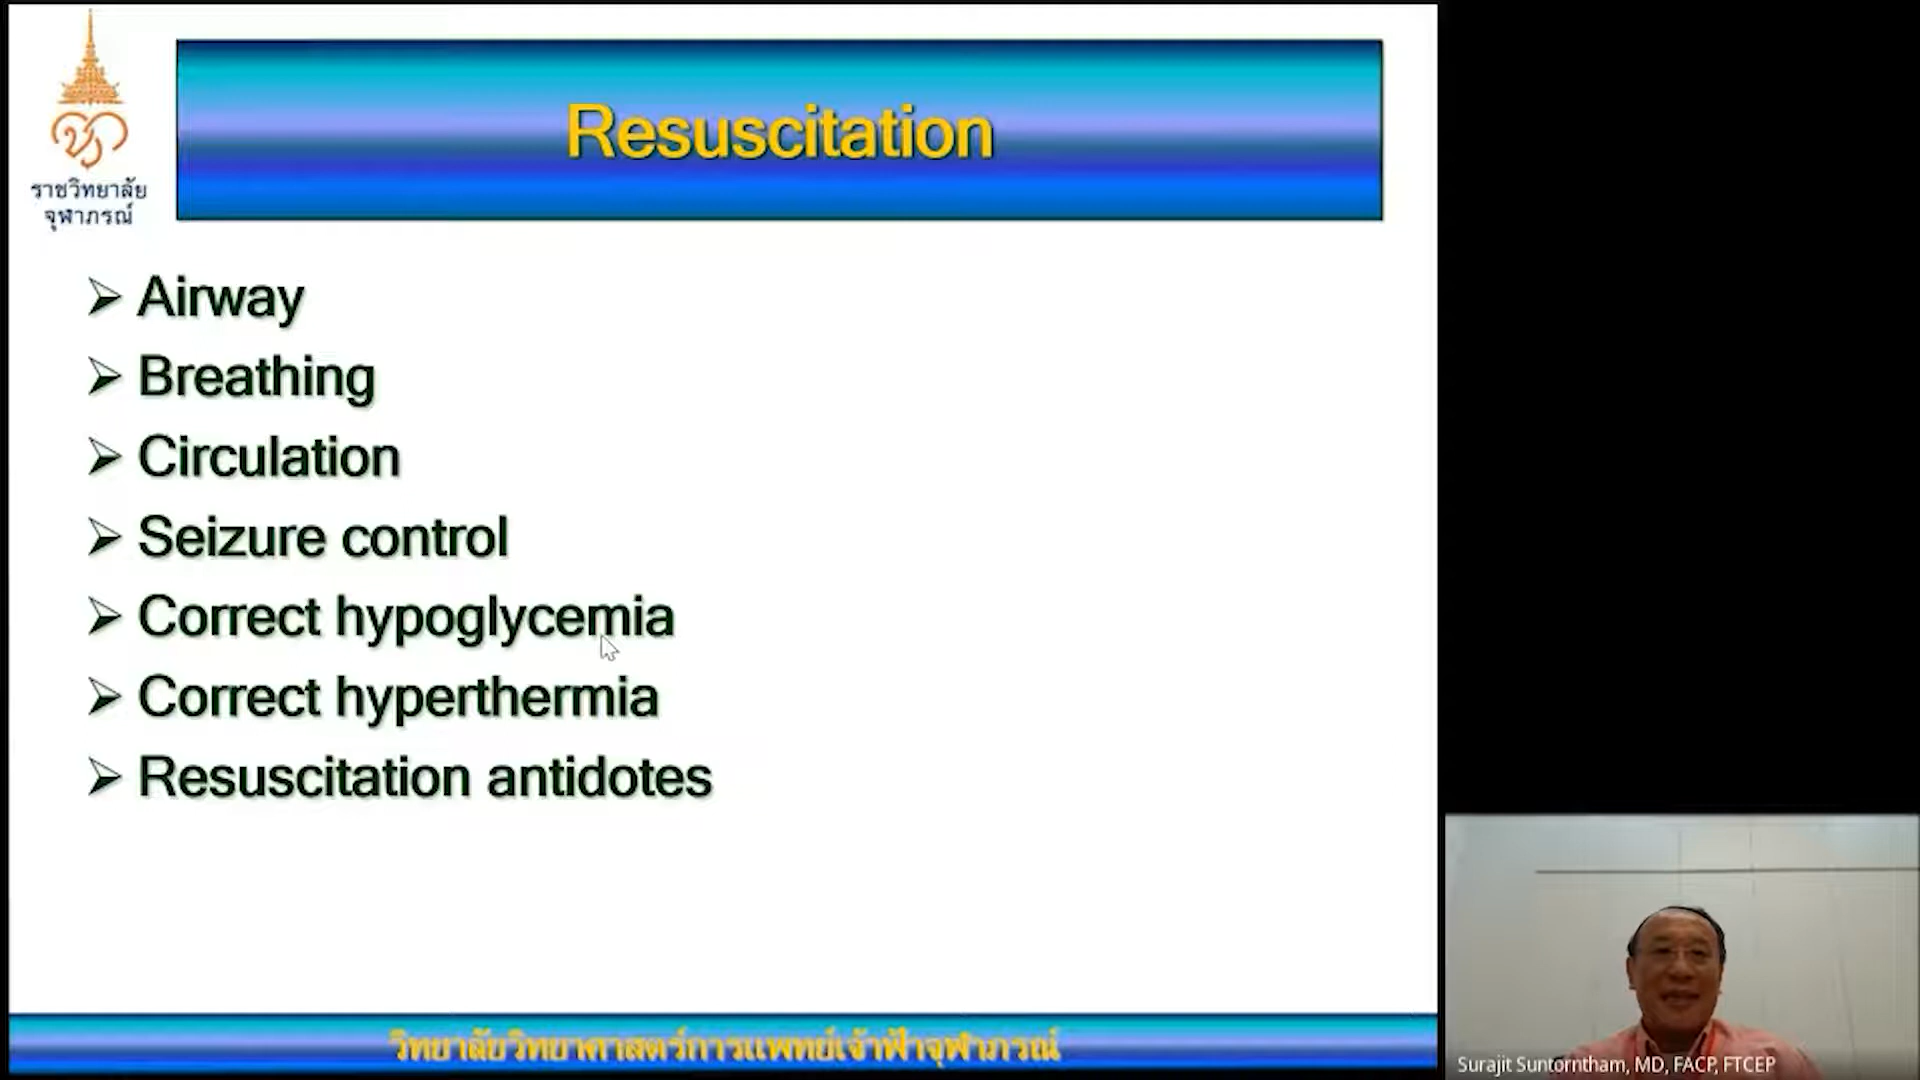 Resuscitation
ราชวิทยาลัย
จุฬาภรณ์
Airway
Breathing
Circulation
Seizure control
Correct hypoglycemia
Correct hyperthermia
Resuscitation antidotes
วิทยาลัยวิทยาศาสตร์การแพทย์เจ้าฟ้าจุฬาภรณ์
Surajit Suntorntham, MD, FACP, FTCEP